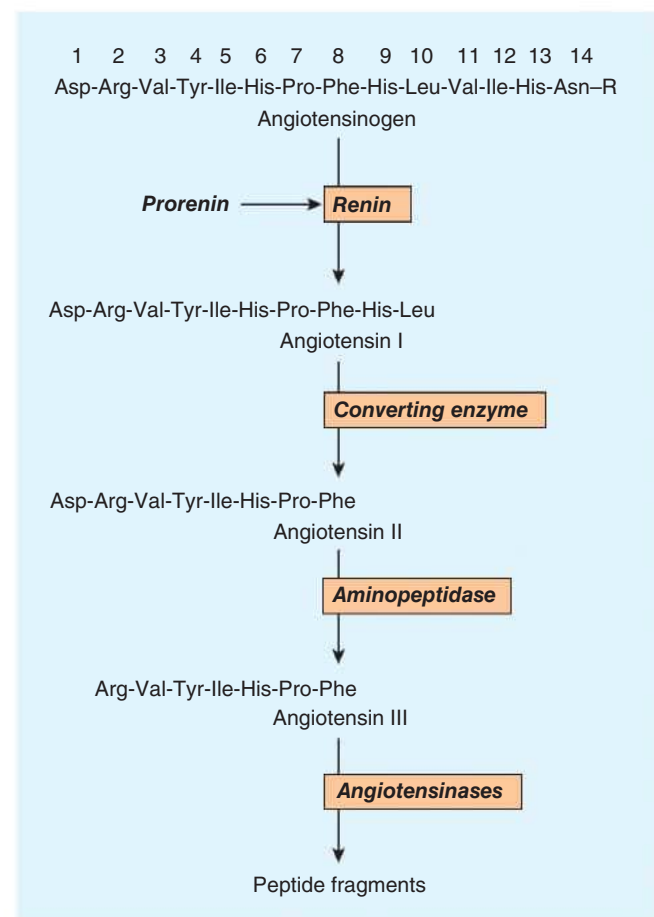 1 2 3 4 5 6 7 8 9 10 11 12 13 14
Asp-Arg-Val-Tyr-Ile-His-Pro-Phe-His-Leu-Val-Ile-His-Asn–R
Angiotensinogen
Prorenin Renin
Asp-Arg-Val-Tyr-Ile-His-Pro-Phe-His-Leu
Angiotensin I
Converting enzyme
Asp-Arg-Val-Tyr-Ile-His-Pro-Phe
Angiotensin II
Aminopeptidase
Arg-Val-Tyr-Ile-His-Pro-Phe
Angiotensin III
Angiotensinases
Peptide fragments